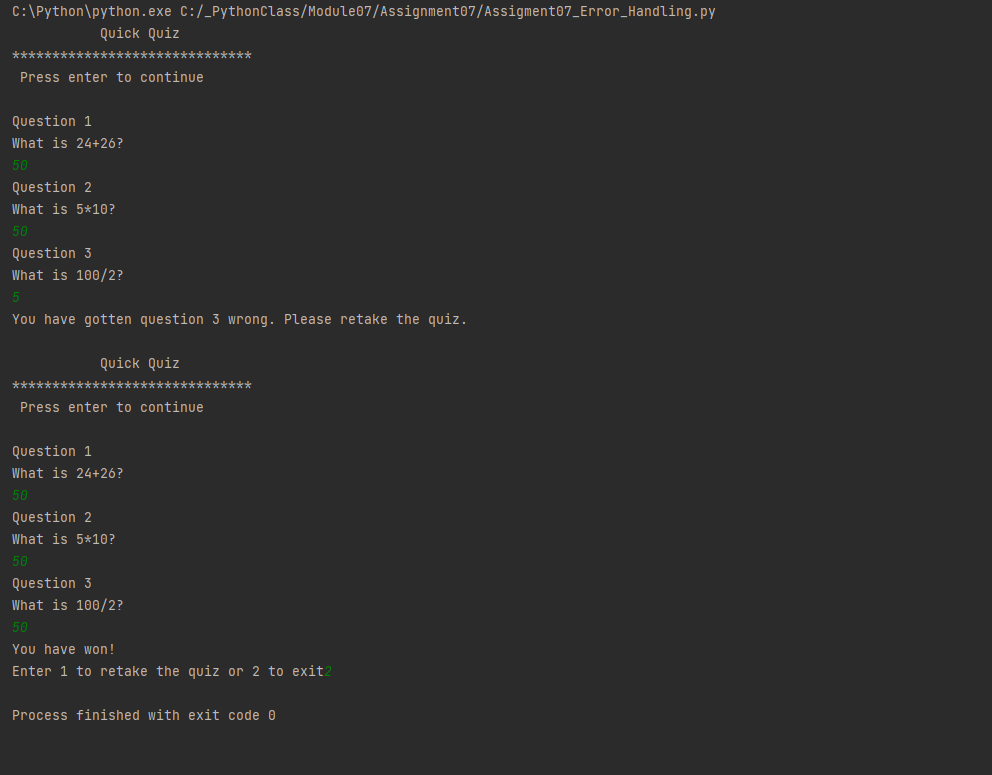 C:\Python\python.exe C:/_PythonClass/Module07/Assignment07/Assigment07_Error_Handling.py
Quick Quiz
******************************
Press enter to continue
Question 1
What is 24+26?
50
Question 2
What is 5*10?
50
Question 3
What is 100/2?
5
You have gotten question 3 wrong. Please retake the quiz.
Quick Quiz
******************************
Press enter to continue
Question 1
What is 24+26?
50
Question 2
What is 5*10?
50
Question 3
What is 100/2?
50
You have won!
Enter 1 to retake the quiz or 2 to exit2
Process finished with exit code 0